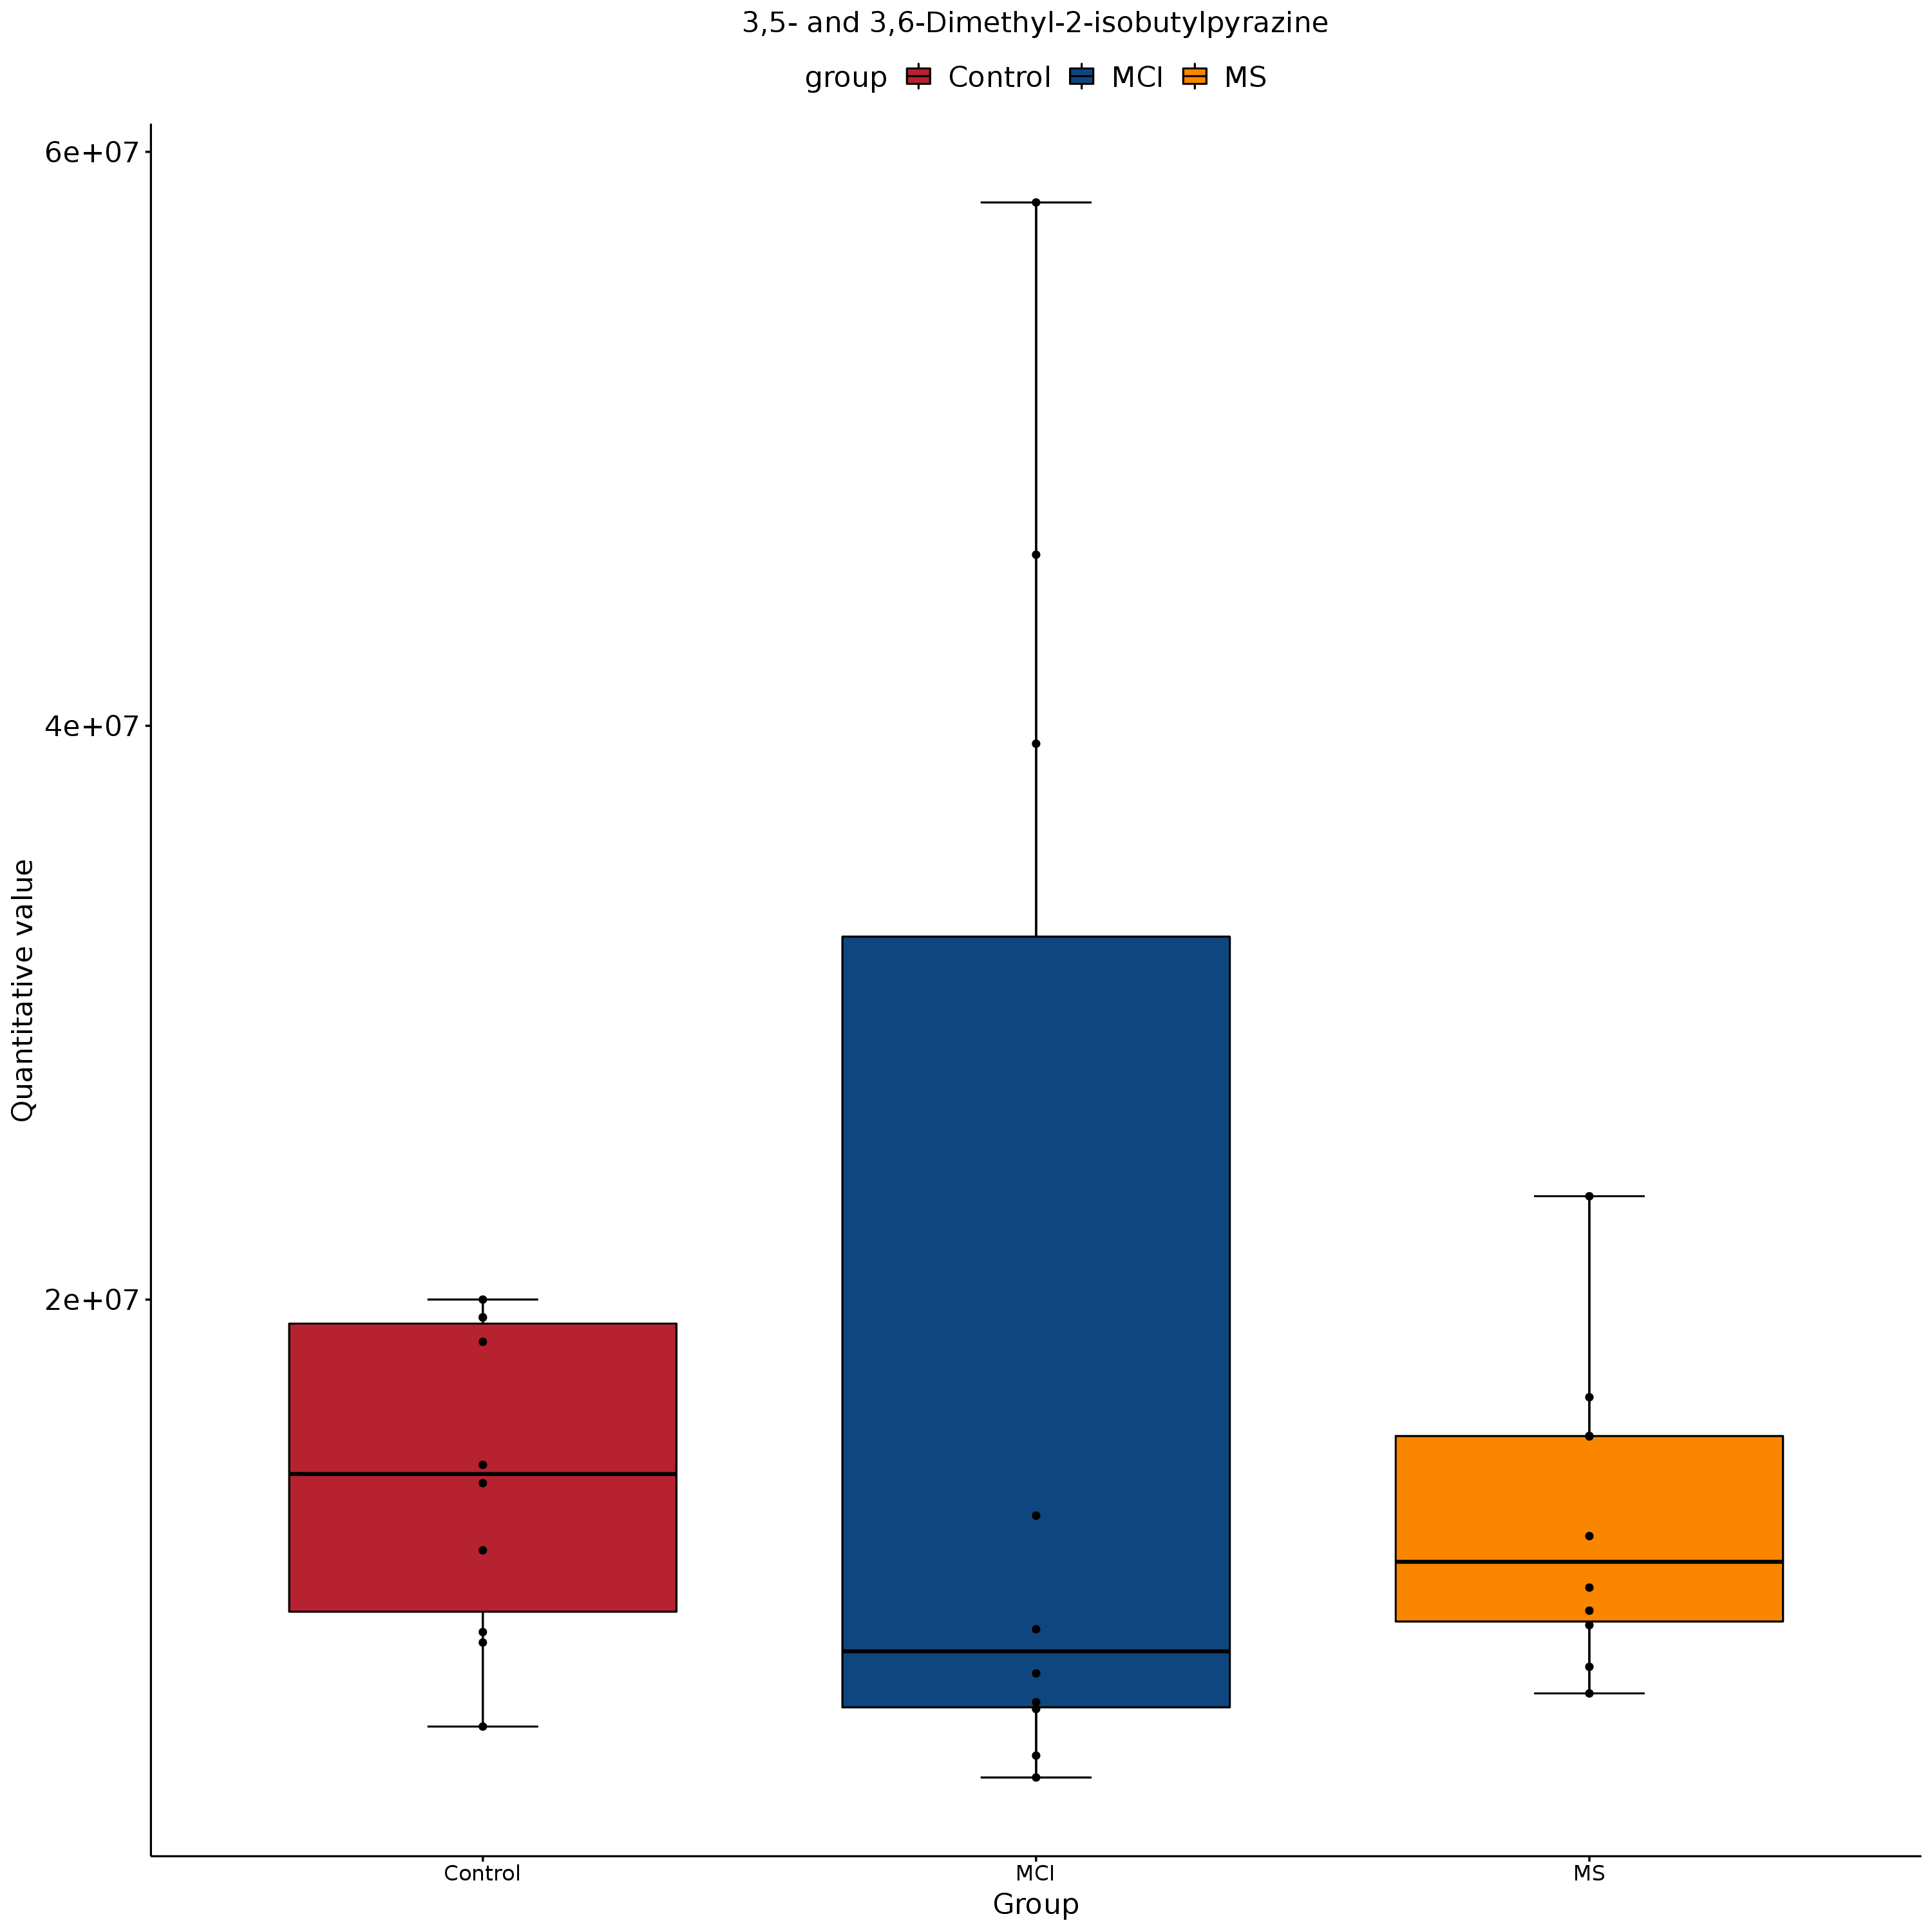 3,5- and 3,6-Dimethyl-2-isobutylpyrazine
group Control MCI MS
6e+07
4e+07
2e+07
Quantitative value
Control MCI MS
Group